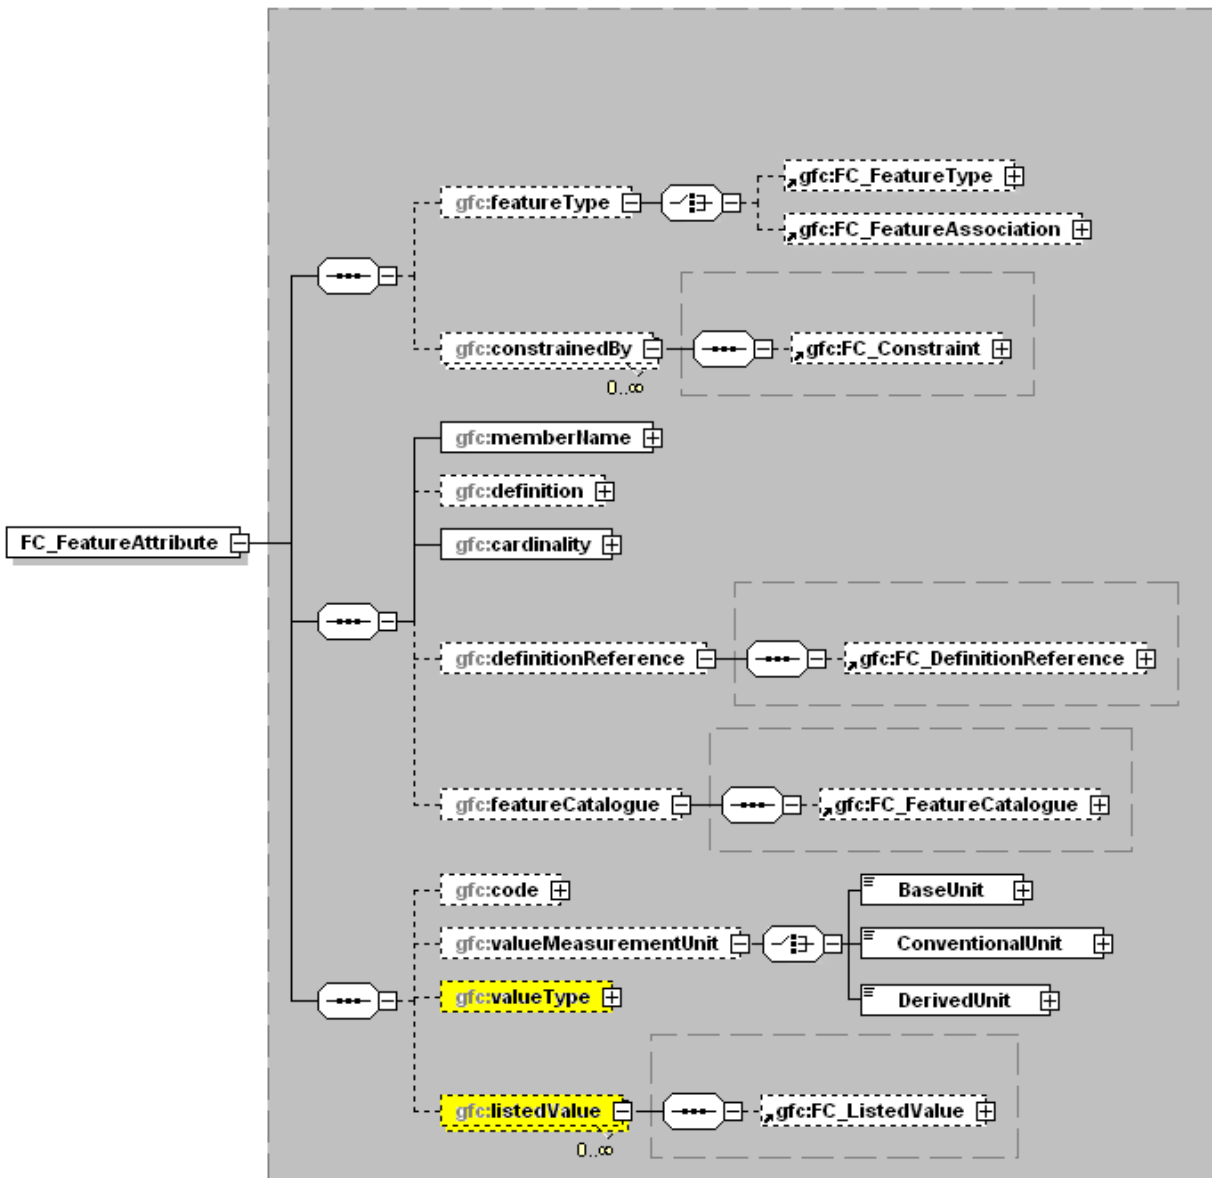 gfc:FC_FeatureType
gfc:featureType
gfc:FC_FeatureAssociation
gfc:constrainedBy
gfc:FC_Constraint
0..∞
gfc:memberName
gfc:definition
FC_FeatureAttribute
gfc:cardinality
gfc:definitionReference
gfc:FC_DefinitionReference
gfc:featureCatalogue
gfc:FC_FeatureCatalogue
gfc:code
BaseUnit
gfc:valueMeasurementUnit
ConventionalUnit
gfc:valueType
DerivedUnit
gfc:listedValue
gfc:FC_ListedValue
0..∞